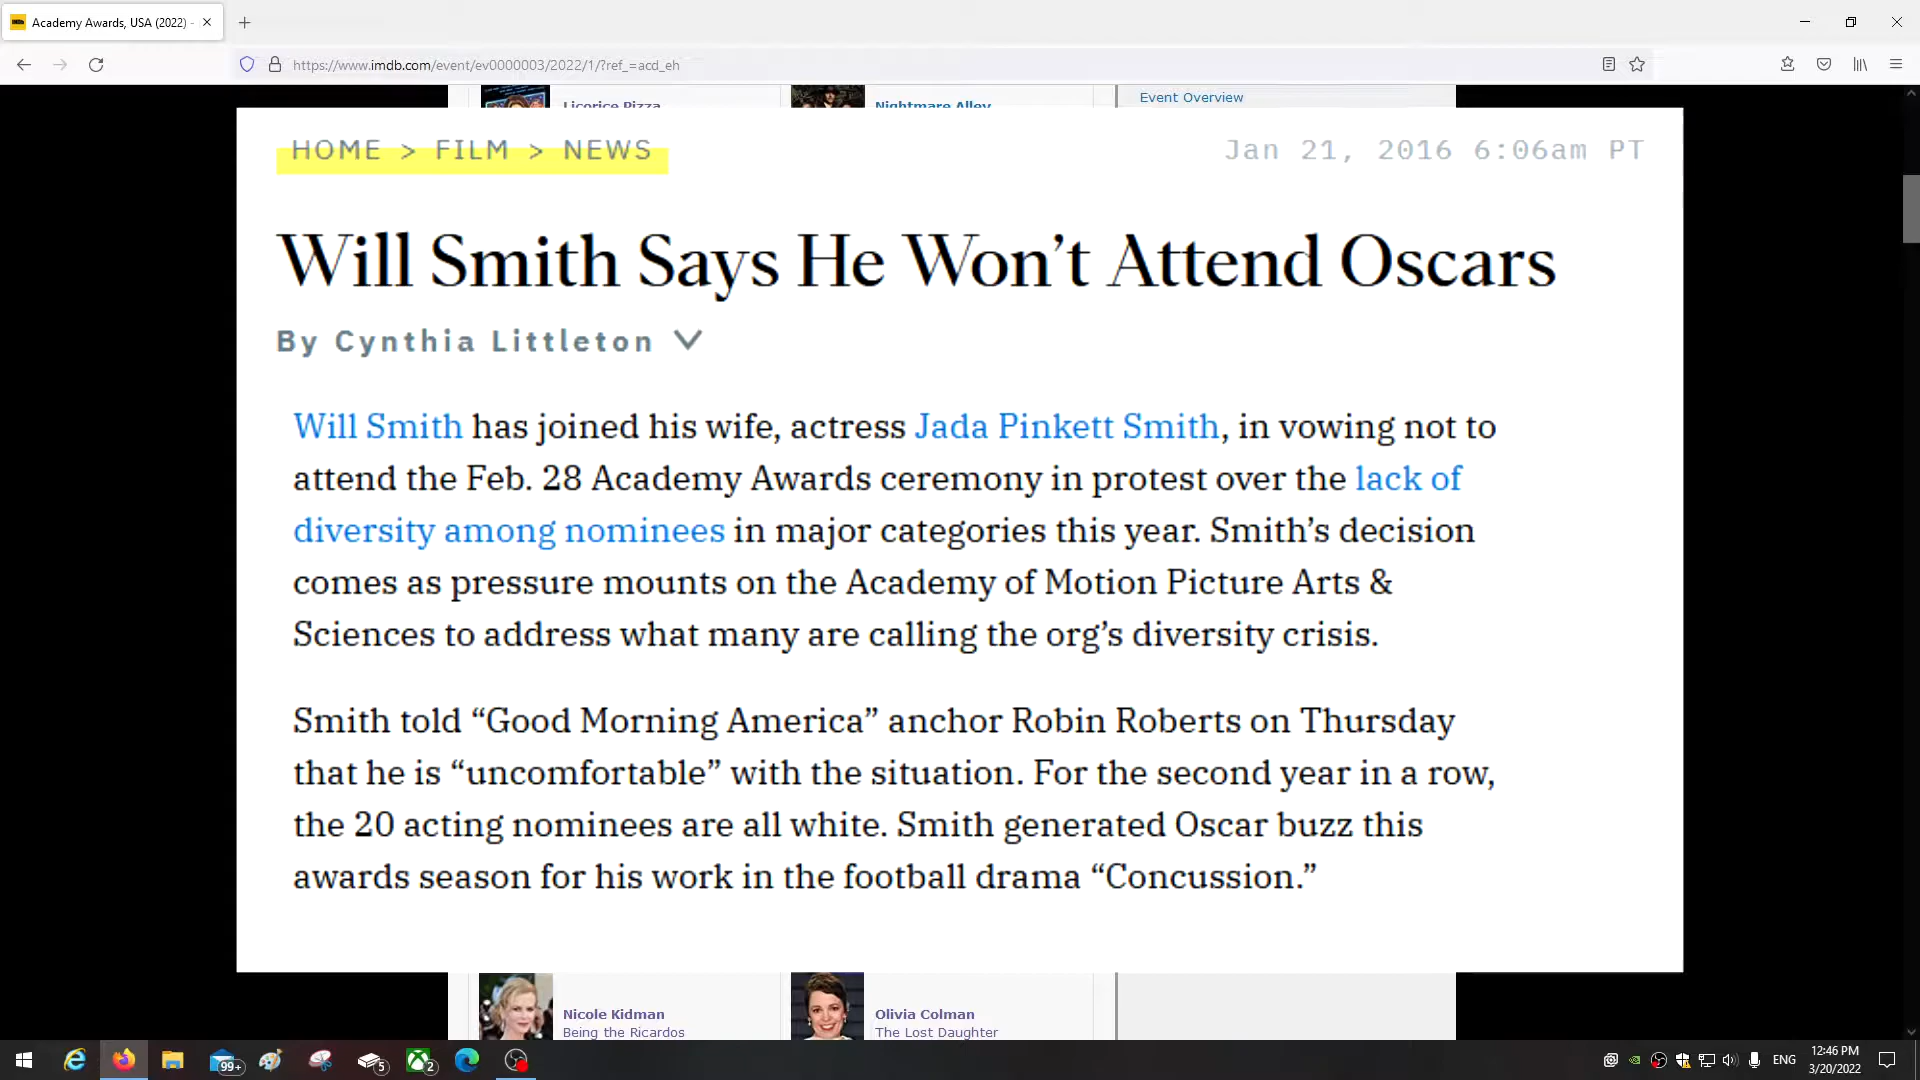 Academy Awards, USA (2022) -
https://www.imdb.com/event/ev0000003/2022/1/?ref_=acd_eh
Licorice Pizza
Nightmare Alley
Event Overview
HOME > FILM > NEWS
Jan 21, 2016 6:06am PT
Will Smith Says He Won’t Attend Oscars
By Cynthia Littleton
Will Smith has joined his wife, actress Jada Pinkett Smith, in vowing not to
attend the Feb. 28 Academy Awards ceremony in protest over the lack of
diversity among nominees in major categories this year. Smith’s decision
comes as pressure mounts on the Academy of Motion Picture Arts &
Sciences to address what many are calling the org’s diversity crisis.
Smith told “Good Morning America” anchor Robin Roberts on Thursday
that he is “uncomfortable” with the situation. For the second year in a row,
the 20 acting nominees are all white. Smith generated Oscar buzz this
awards season for his work in the football drama “Concussion.”
Nicole Kidman
Being the Ricardos
Olivia Colman
The Lost Daughter
99+
5
2
ENG
12:46 PM
3/20/2022